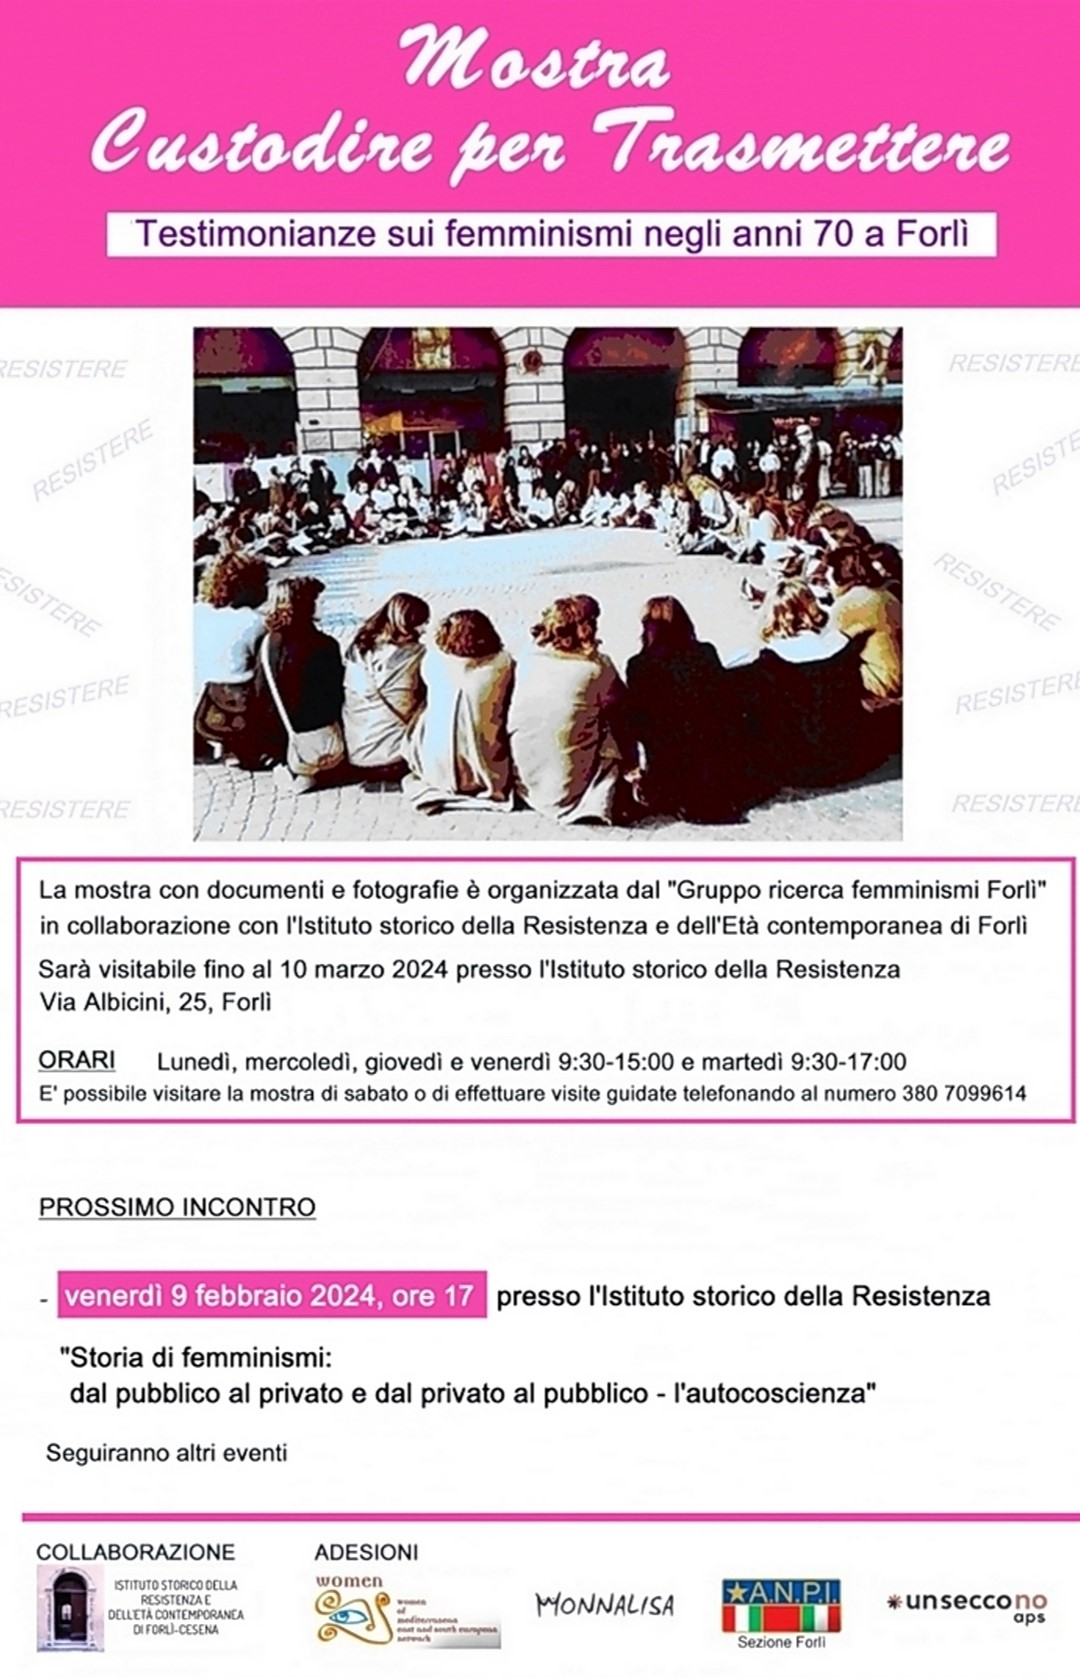 Mostra
Custodire per Trasmettere
Testimonianze sui femminismi negli anni 70 a Forlì
RESISTERE
RESISTERE
RESISTERE
RESISTERE
RESISTERE
RESISTERE
RESISTERE
RESISTERE
RESISTERE
RESISTERE
La mostra con documenti e fotografie è organizzata dal "Gruppo ricerca femminismi Forlì"
in collaborazione con l'Istituto storico della Resistenza e dell'Età contemporanea di Forlì
Sarà visitabile fino al 10 marzo 2024 presso l'Istituto storico della Resistenza
Via Albicini, 25, Forlì
ORARI Lunedì, mercoledì, giovedì e venerdì 9:30-15:00 e martedì 9:30-17:00
E' possibile visitare la mostra di sabato o di effettuare visite guidate telefonando al numero 380 7099614
PROSSIMO INCONTRO
- venerdì 9 febbraio 2024, ore 17 presso l'Istituto storico della Resistenza
"Storia di femminismi:
dal pubblico al privato e dal privato al pubblico - l'autocoscienza"
Seguiranno altri eventi
COLLABORAZIONE
ISTITUTO STORICO DELLA
RESISTENZA E
DELL'ETÀ CONTEMPORANEA
DI FORLÌ-CESENA
ADESIONI
women
women
of
mediterranean
east and south european
network
MONNALISA
A.N.P.I.
Sezione Forlì
*unseccono
aps